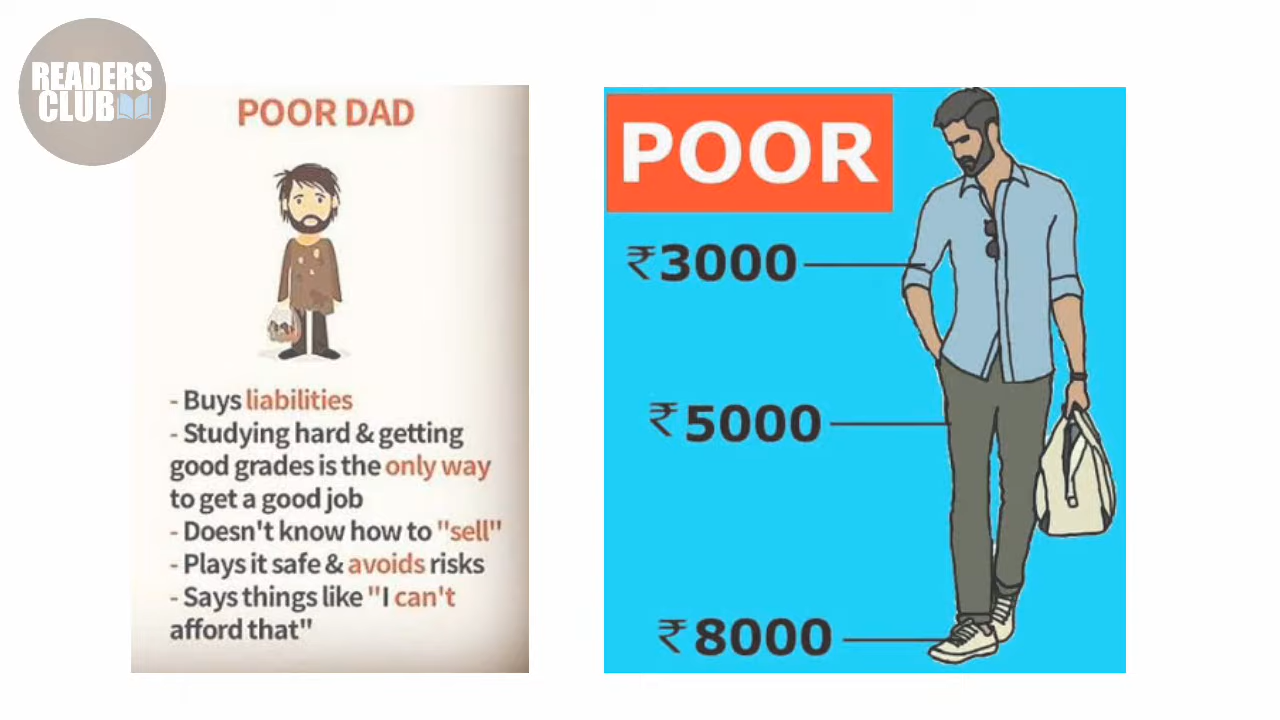 READERS
CLUB
POOR DAD
- Buys liabilities
- Studying hard & getting
good grades is the only way
to get a good job
- Doesn't know how to "sell"
- Plays it safe & avoids risks
- Says things like "I can't
afford that"
POOR
₹3000
₹5000
₹8000